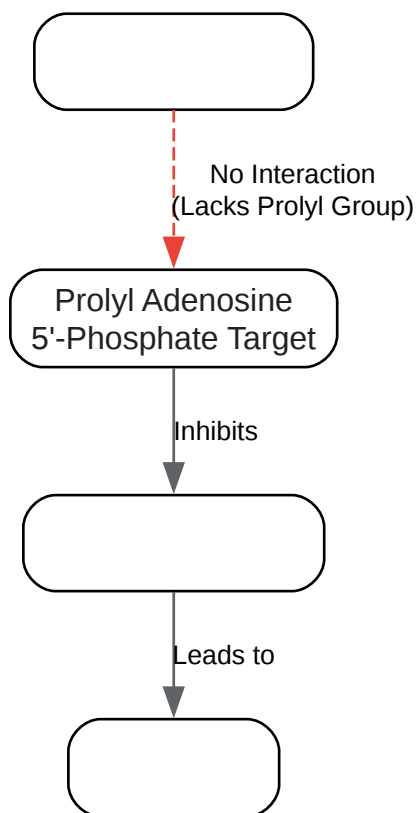 No Interaction
(Lacks Prolyl Group)
Prolyl Adenosine
5'-Phosphate Target
Inhibits
Leads to